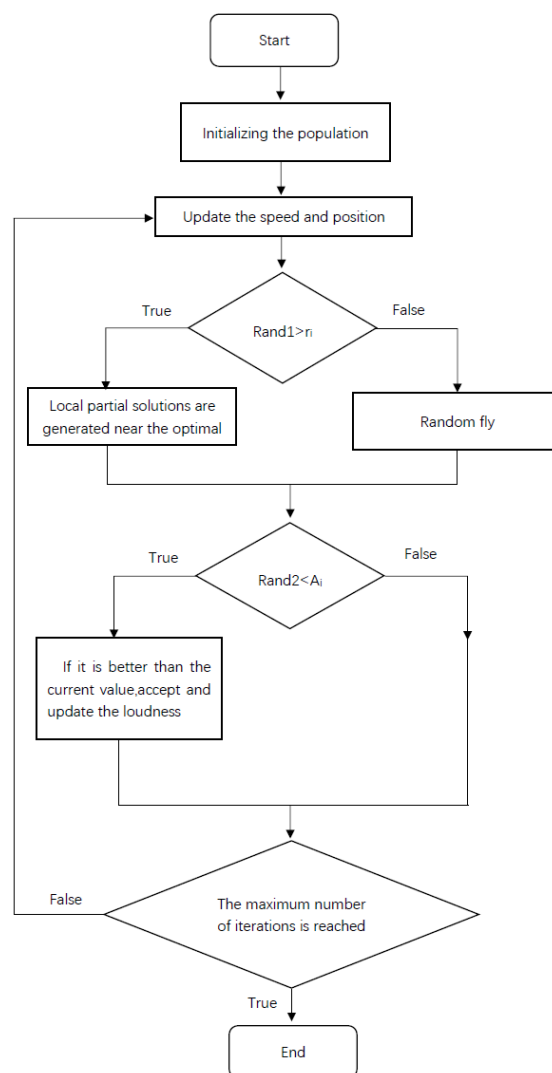 Start
Initializing the population
Update the speed and position
True
False
Rand1>rᵢ
Local partial solutions are
generated near the optimal
Random fly
True
False
Rand2<Aᵢ
If it is better than the
current value,accept and
update the loudness
False
The maximum number
of iterations is reached
True
End